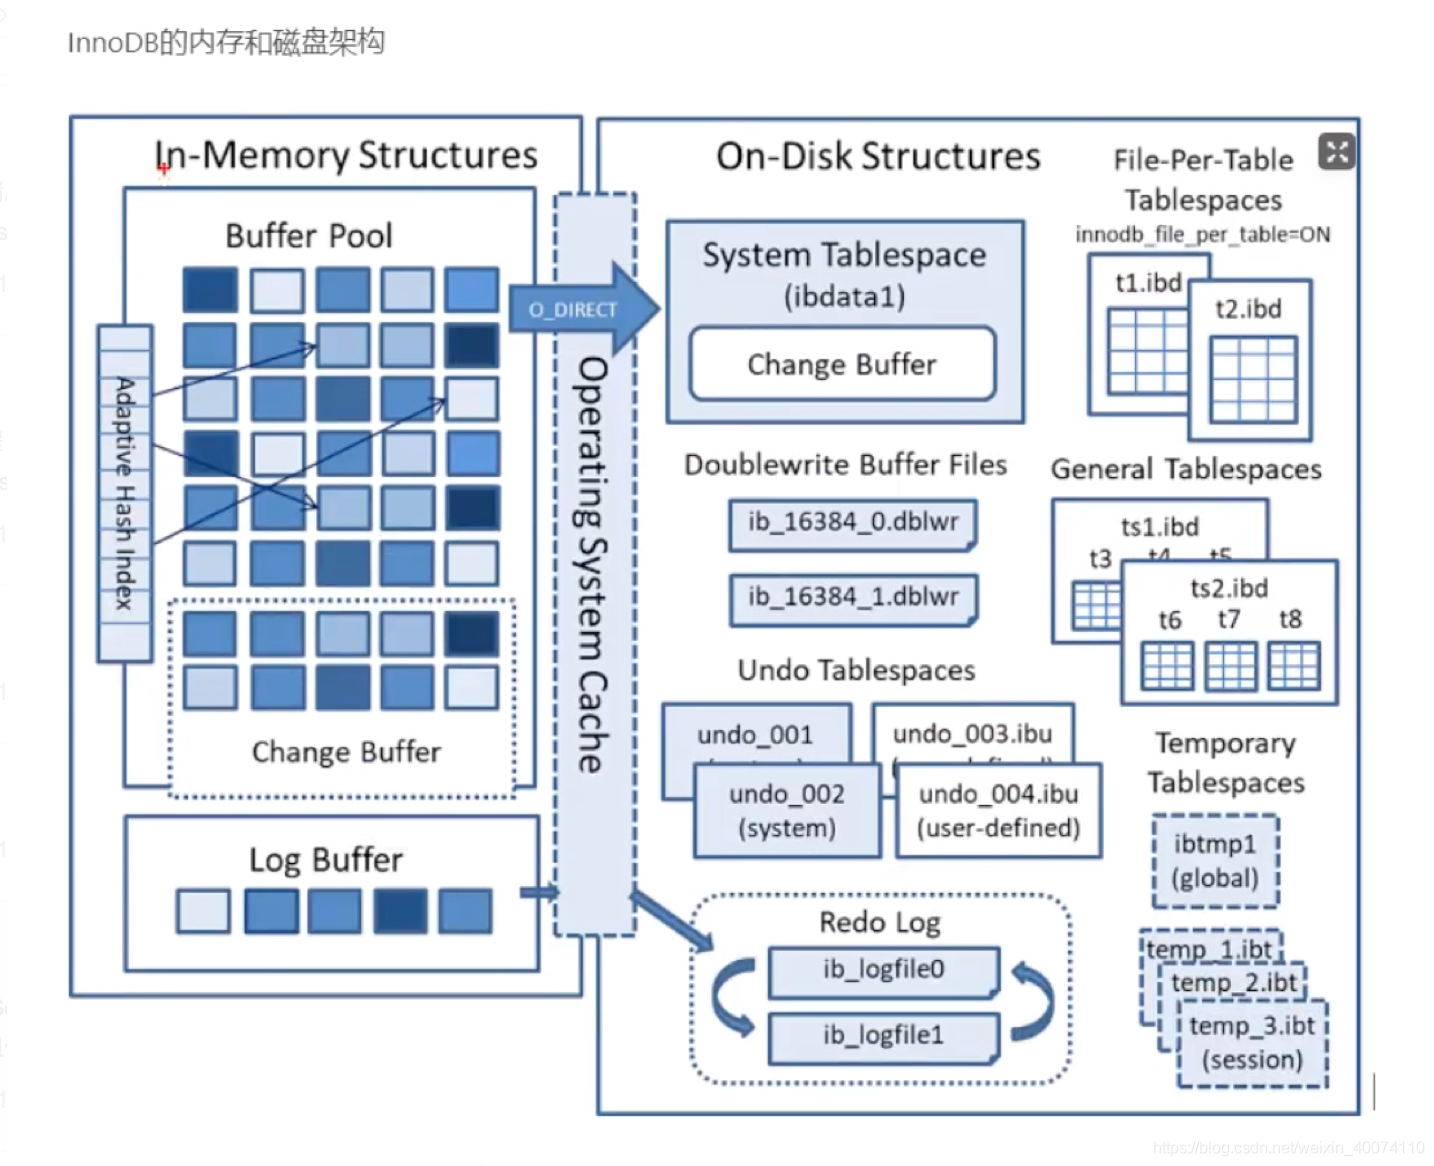 InnoDB的内存和磁盘架构
In-Memory Structures
Buffer Pool
Adaptive Hash Index
Change Buffer
Log Buffer
O_DIRECT
Operating System Cache
On-Disk Structures
System Tablespace
(ibdata1)
Change Buffer
Doublewrite Buffer Files
ib_16384_0.dblwr
ib_16384_1.dblwr
Undo Tablespaces
undo_001
undo_002
(system)
undo_003.ibu
undo_004.ibu
(user-defined)
Redo Log
ib_logfile0
ib_logfile1
File-Per-Table
Tablespaces
innodb_file_per_table=ON
t1.ibd
t2.ibd
General Tablespaces
ts1.ibd
t3 t4 t5
ts2.ibd
t6 t7 t8
Temporary
Tablespaces
ibtmp1
(global)
temp_1.ibt
temp_2.ibt
temp_3.ibt
(session)
https://blog.csdn.net/weixin_40074110